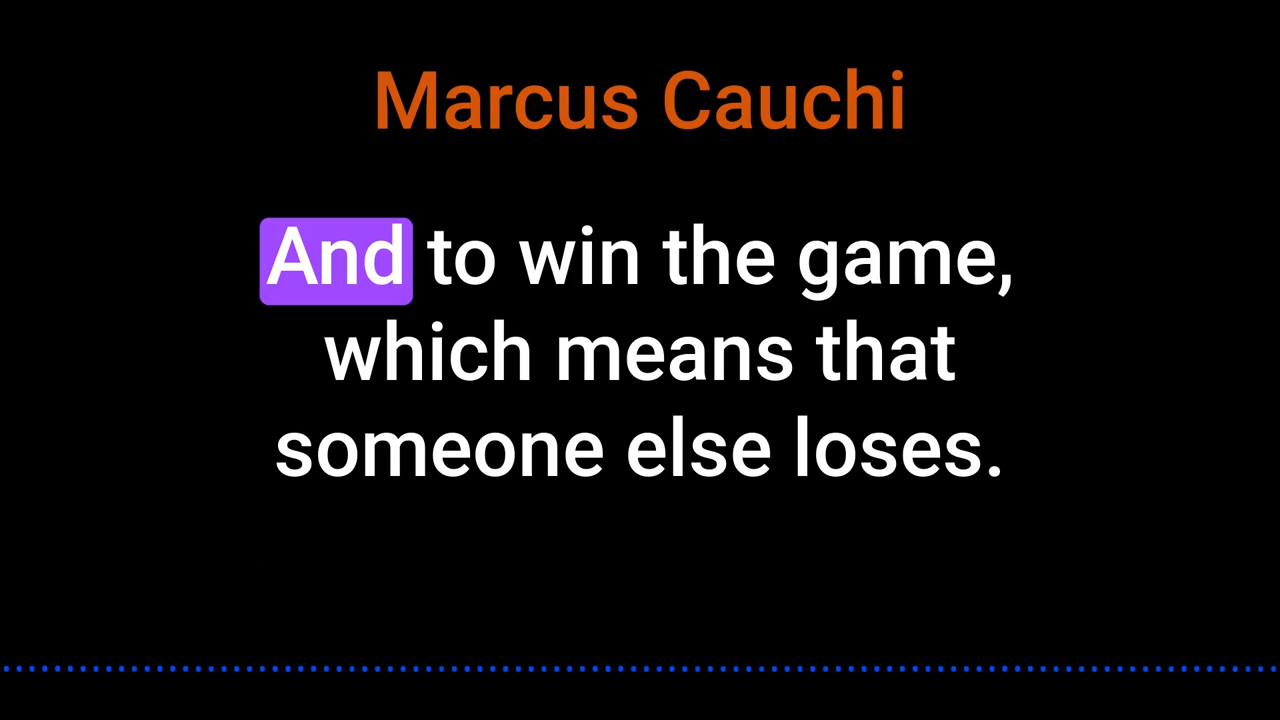 Marcus Cauchi
And to win the game,
which means that
someone else loses.